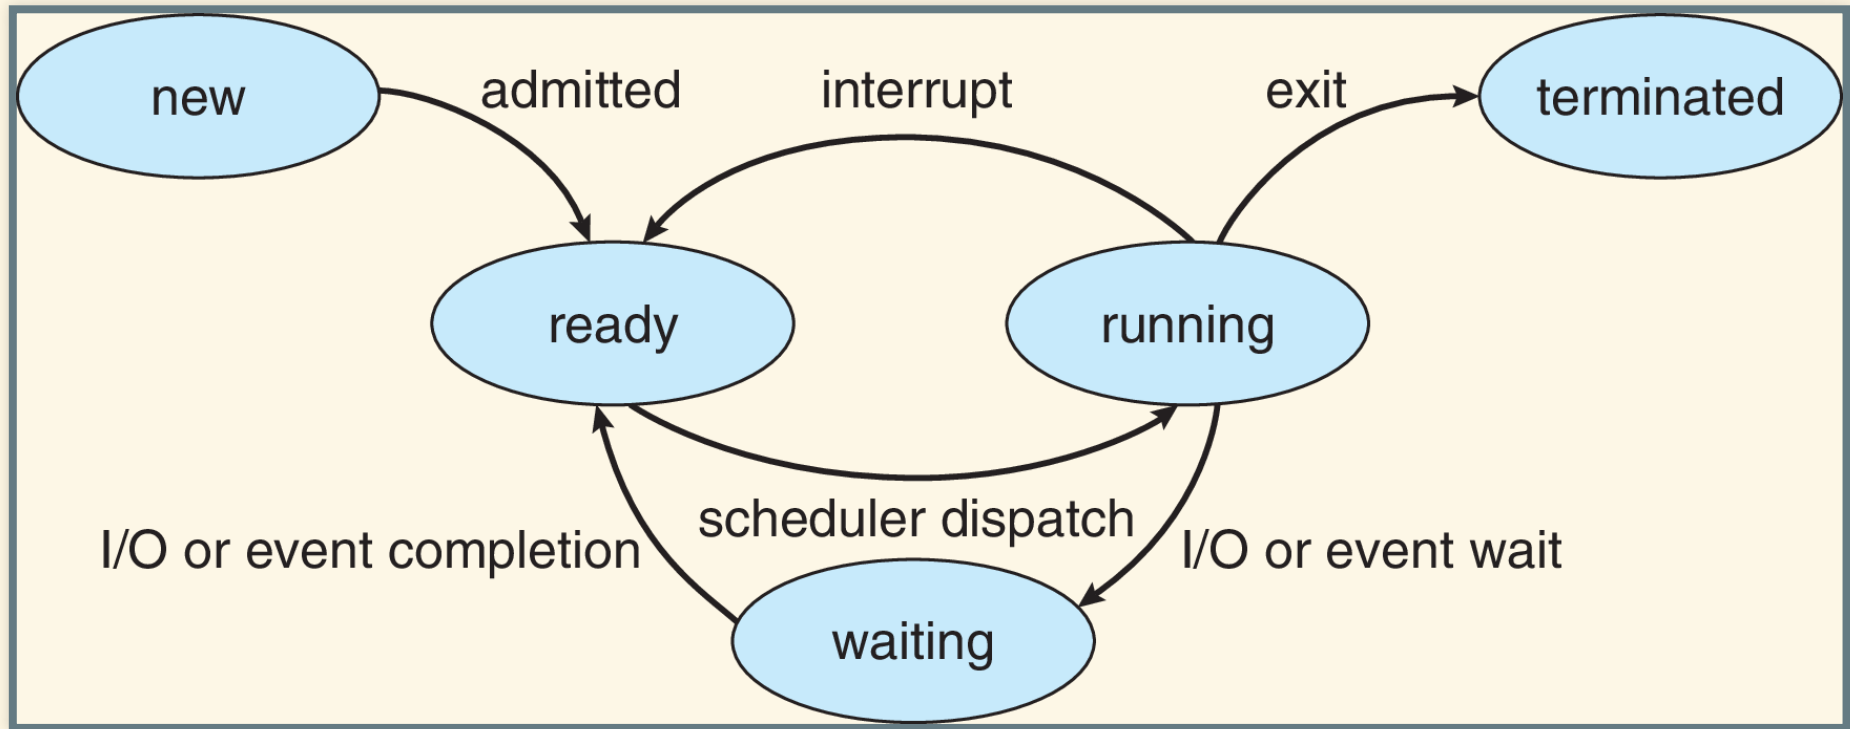 new
admitted
interrupt
exit
terminated
ready
running
scheduler dispatch
I/O or event completion
I/O or event wait
waiting